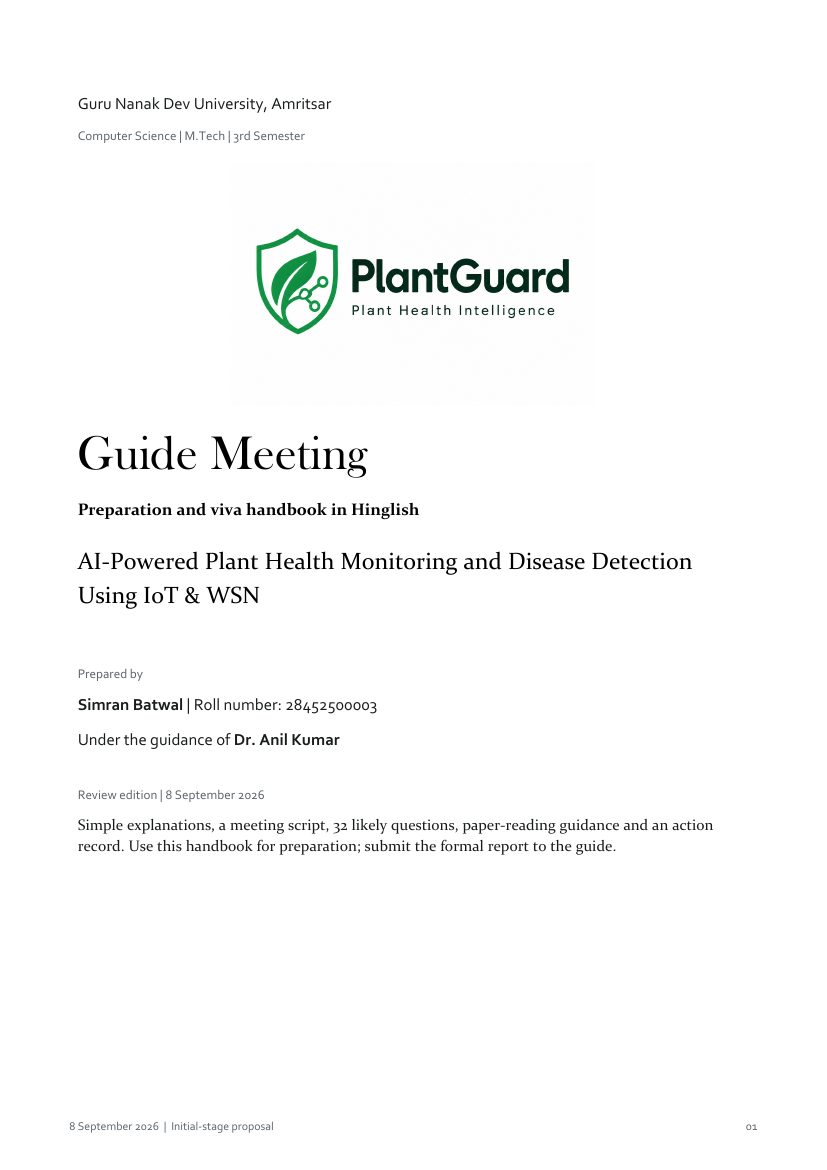 Guru Nanak Dev University, Amritsar
Computer Science | M.Tech | 3rd Semester
PlantGuard
Plant Health Intelligence
Guide Meeting
Preparation and viva handbook in Hinglish
AI-Powered Plant Health Monitoring and Disease Detection
Using IoT & WSN
Prepared by
Simran Batwal | Roll number: 28452500003
Under the guidance of Dr. Anil Kumar
Review edition | 8 September 2026
Simple explanations, a meeting script, 32 likely questions, paper-reading guidance and an action
record. Use this handbook for preparation; submit the formal report to the guide.
8 September 2026 | Initial-stage proposal 01